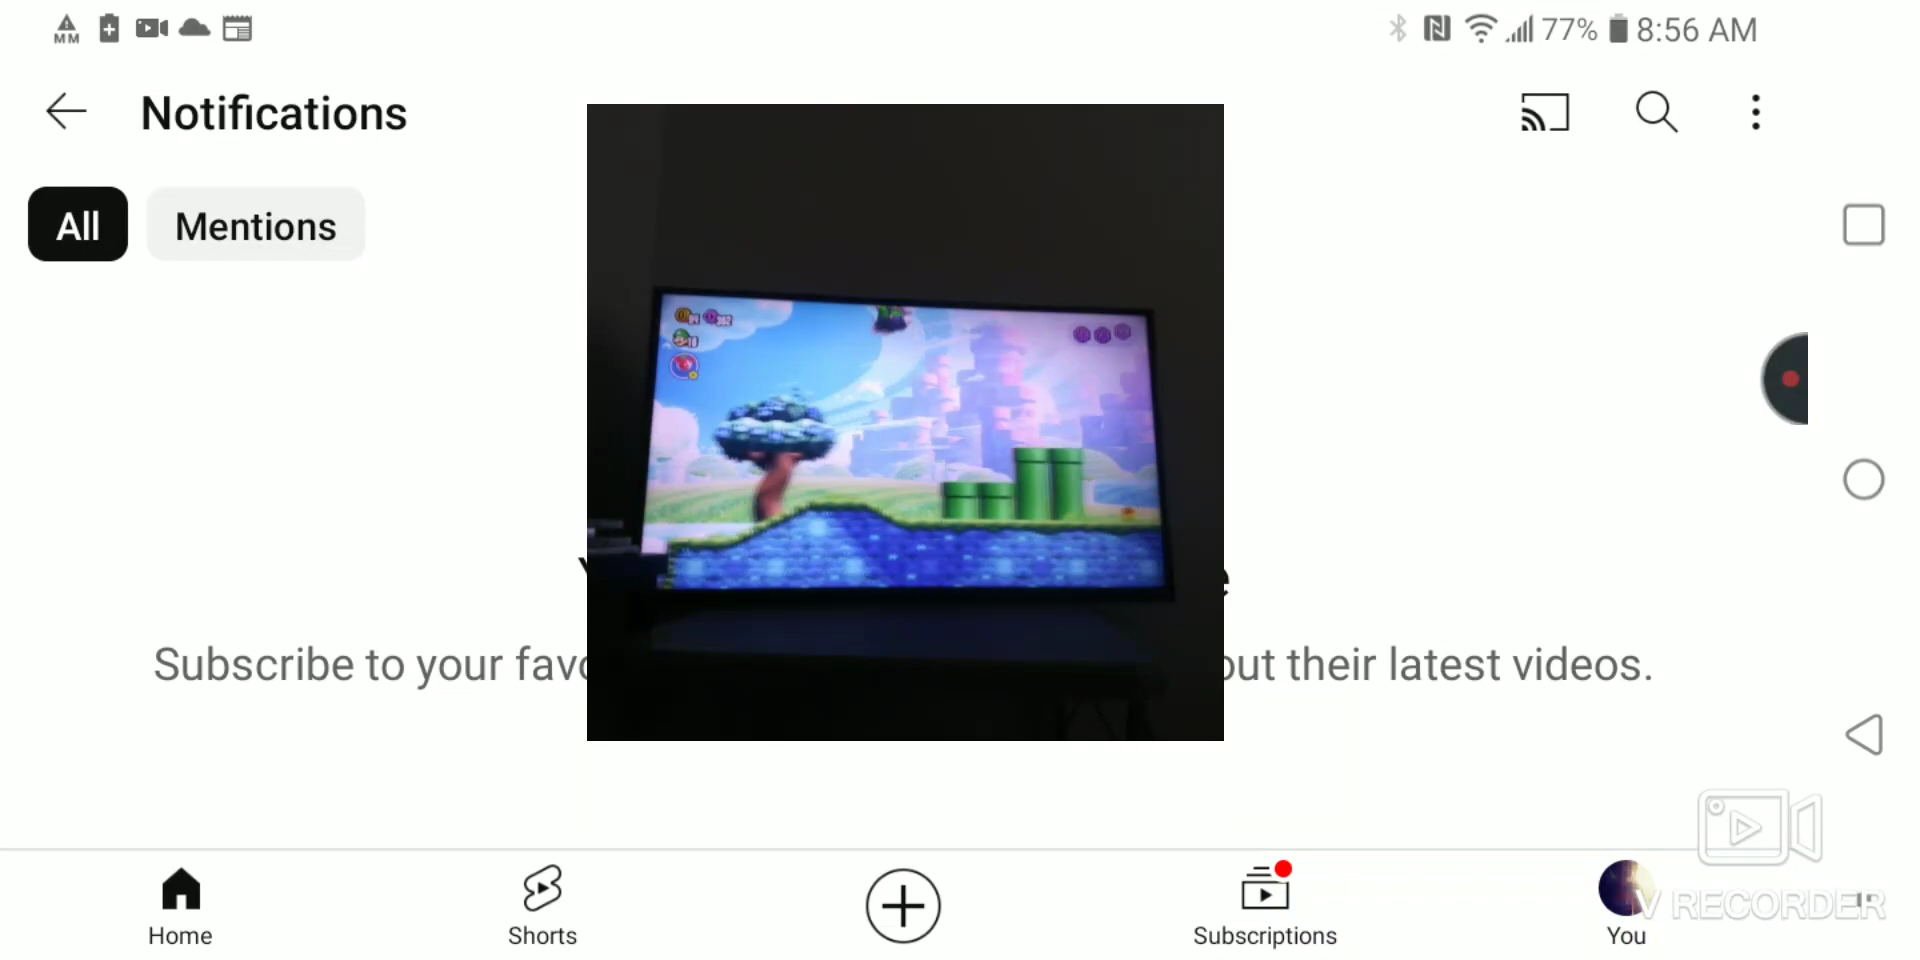 MM
77% 8:56 AM
Notifications
All Mentions
Subscribe to your
out their latest videos.
Home Shorts Subscriptions You
V RECORDER